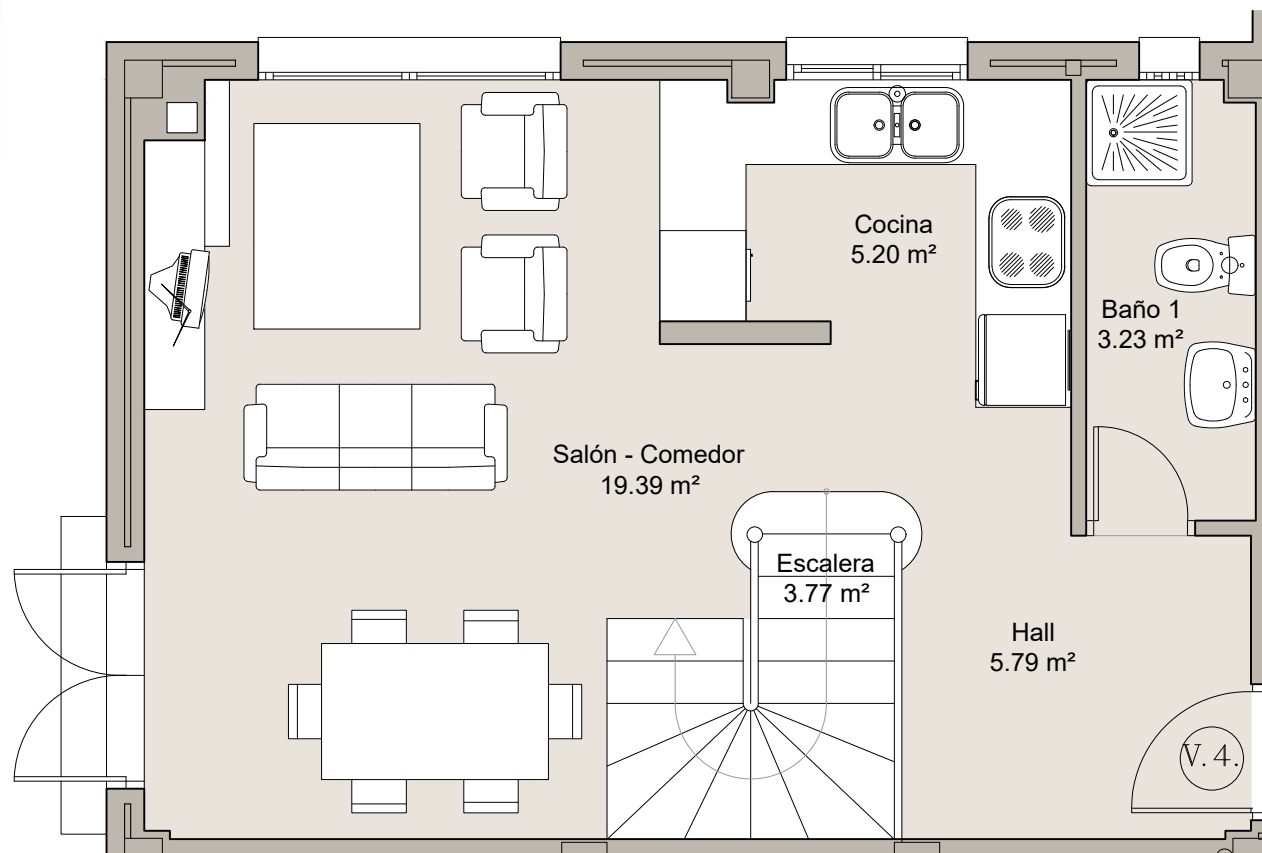 Cocina
5.20 m²
Baño 1
3.23 m²
Salón - Comedor
19.39 m²
Escalera
3.77 m²
Hall
5.79 m²
V.4.